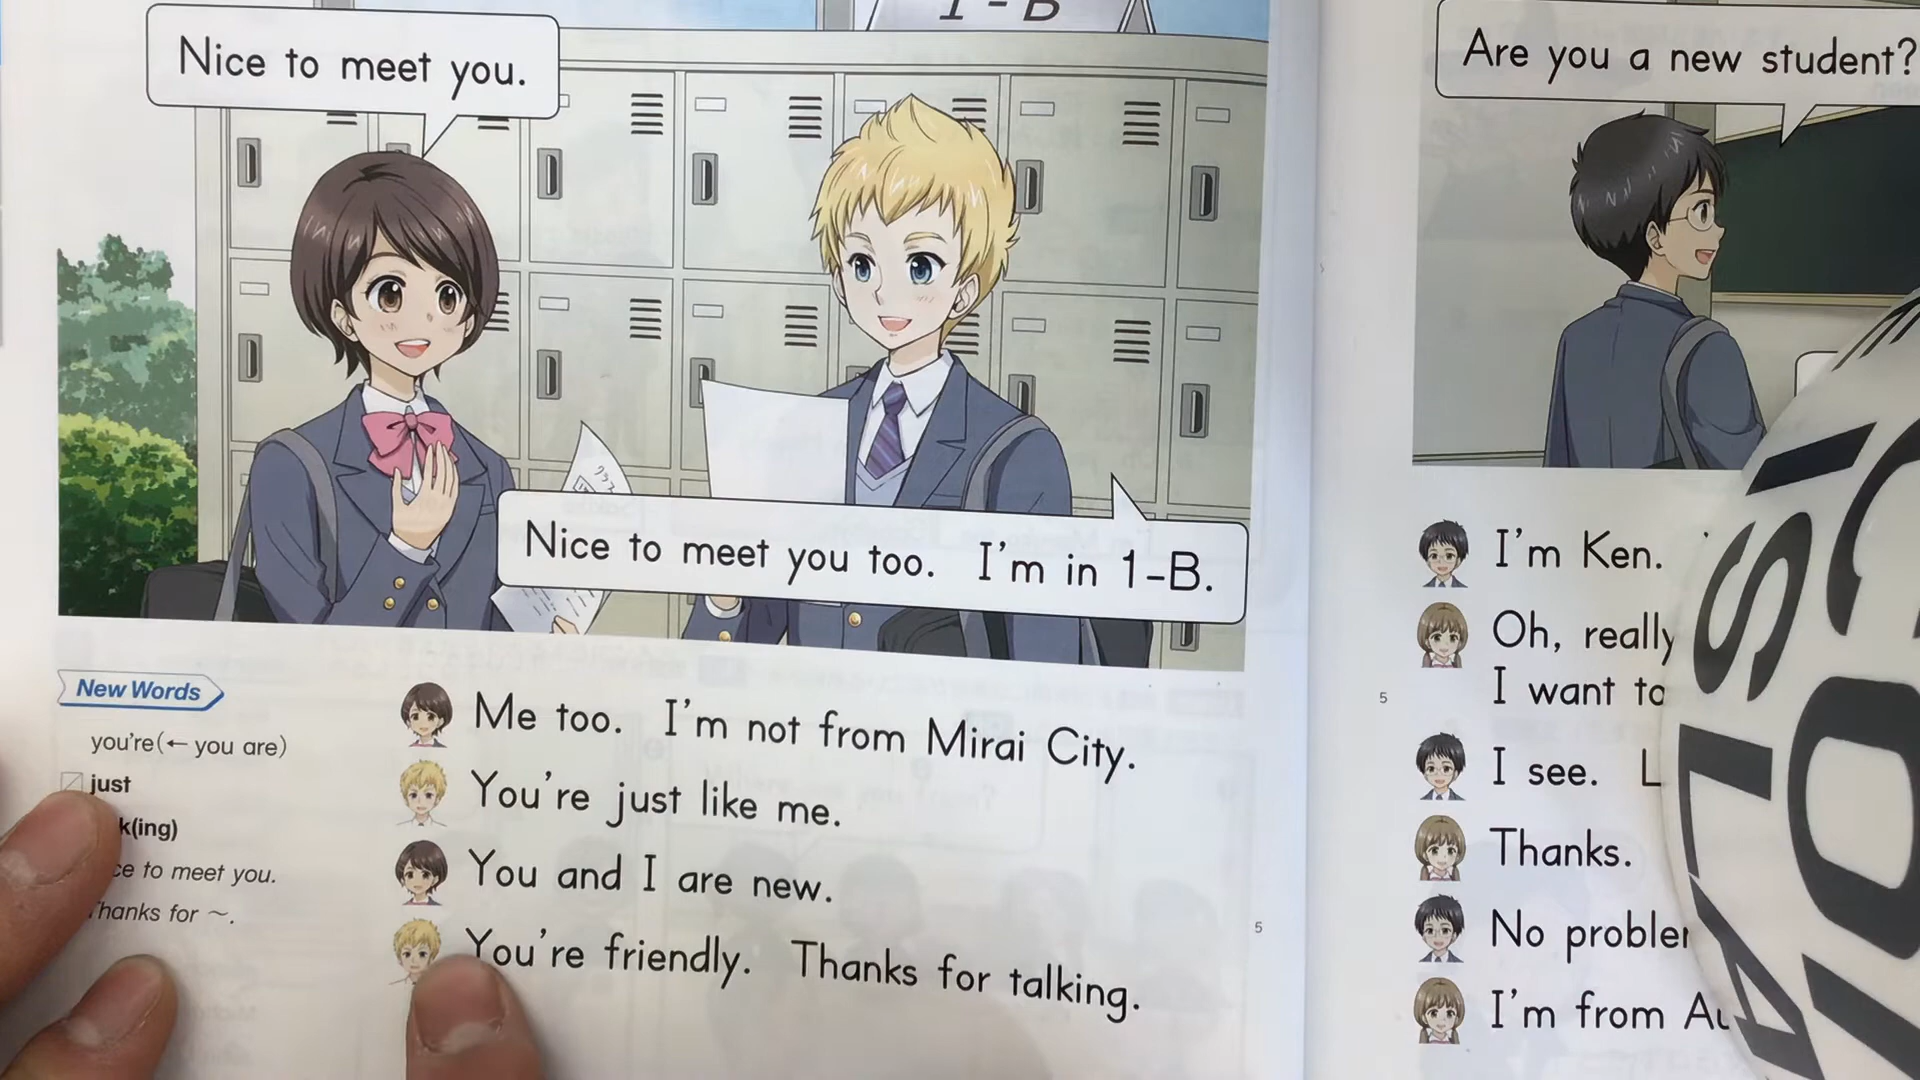 1-B
Nice to meet you.
Nice to meet you too. I'm in 1-B.
New Words
you're(←you are)
just
k(ing)
ce to meet you.
hanks for ～.
Me too. I'm not from Mirai City.
You're just like me.
You and I are new.
You're friendly. Thanks for talking.
5
Are you a new student?
I'm Ken.
Oh, really
I want to
5
I see. L
Thanks.
No problem
I'm from Au